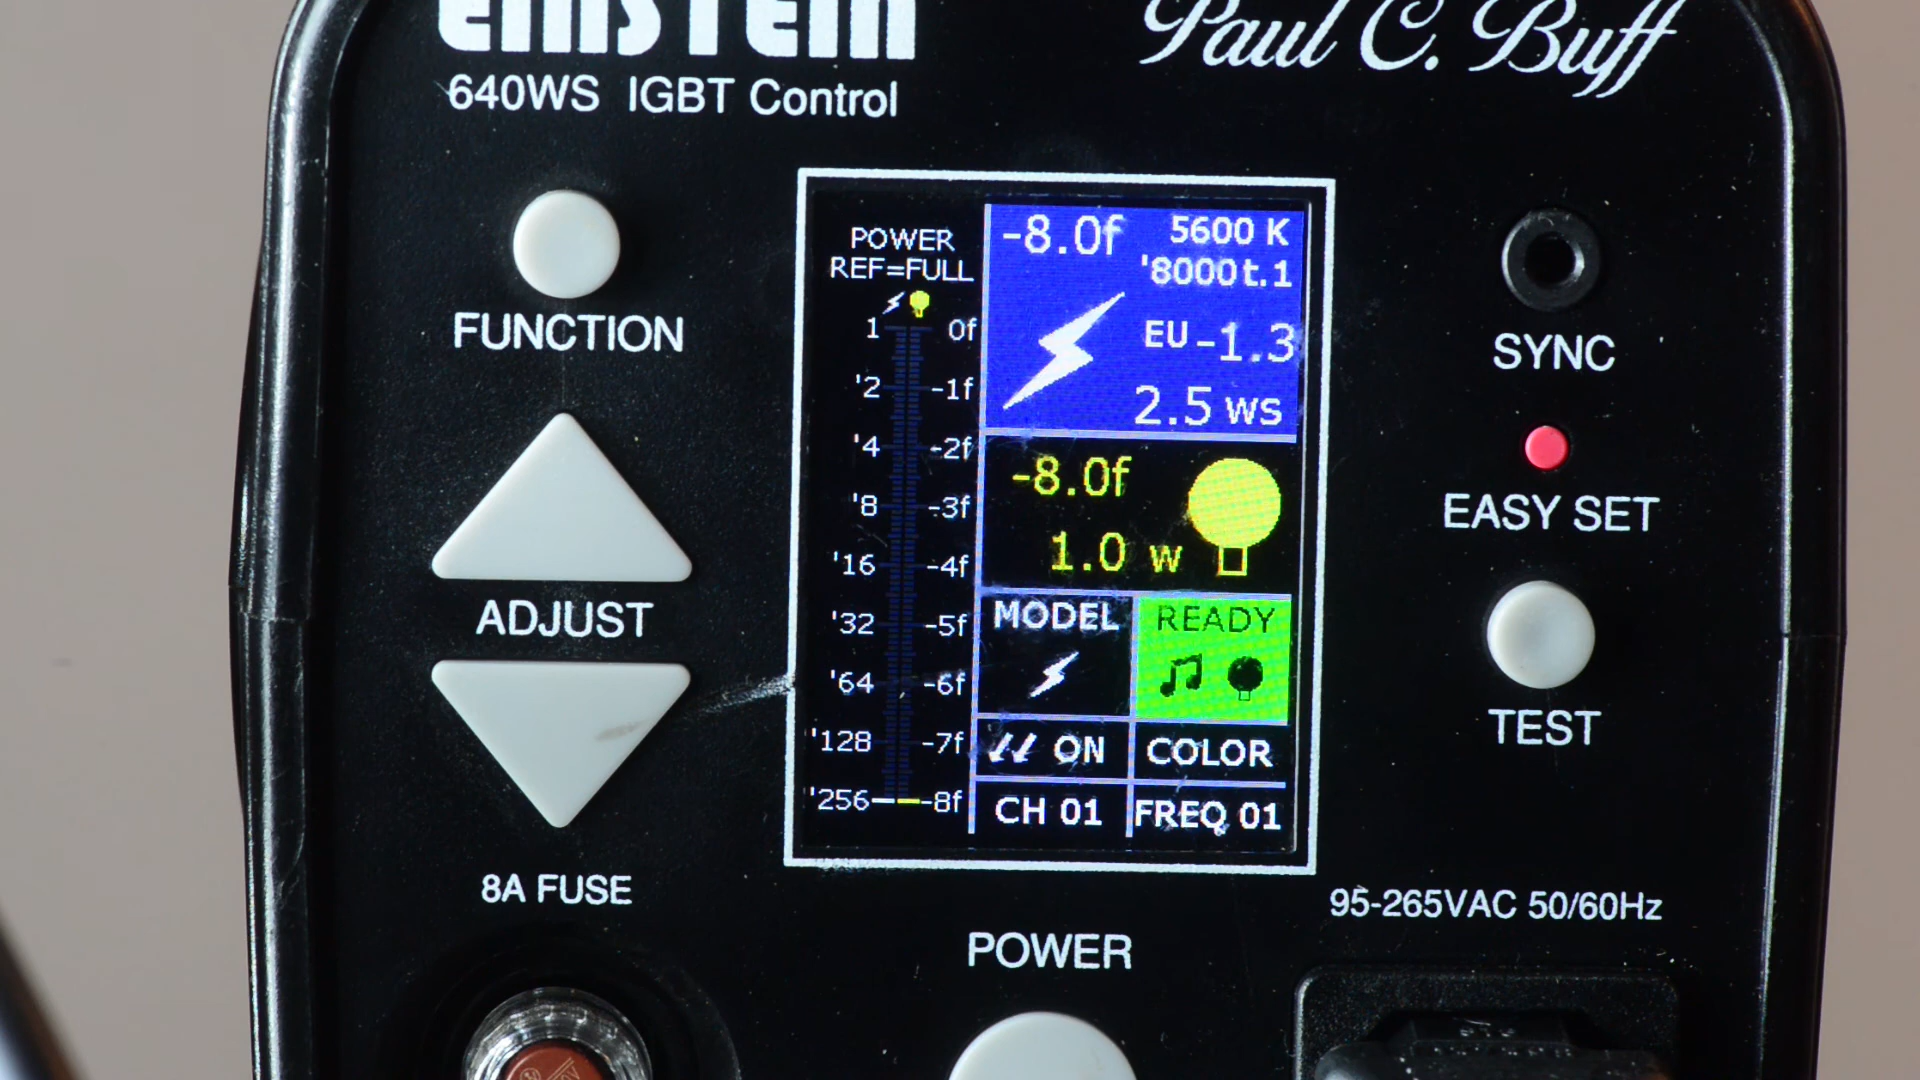 EINSTEIN
Paul C. Buff
640WS IGBT Control
FUNCTION
ADJUST
8A FUSE
POWER
REF=FULL
1 0f
'2 -1f
'4 -2f
'8 -3f
'16 -4f
'32 -5f
'64 -6f
'128 -7f
'256 -8f
-8.0f 5600 K
'8000 t.1
EU -1.3
2.5 ws
-8.0f
1.0 w
MODEL READY
ON COLOR
CH 01 FREQ 01
SYNC
EASY SET
TEST
95-265VAC 50/60Hz
POWER